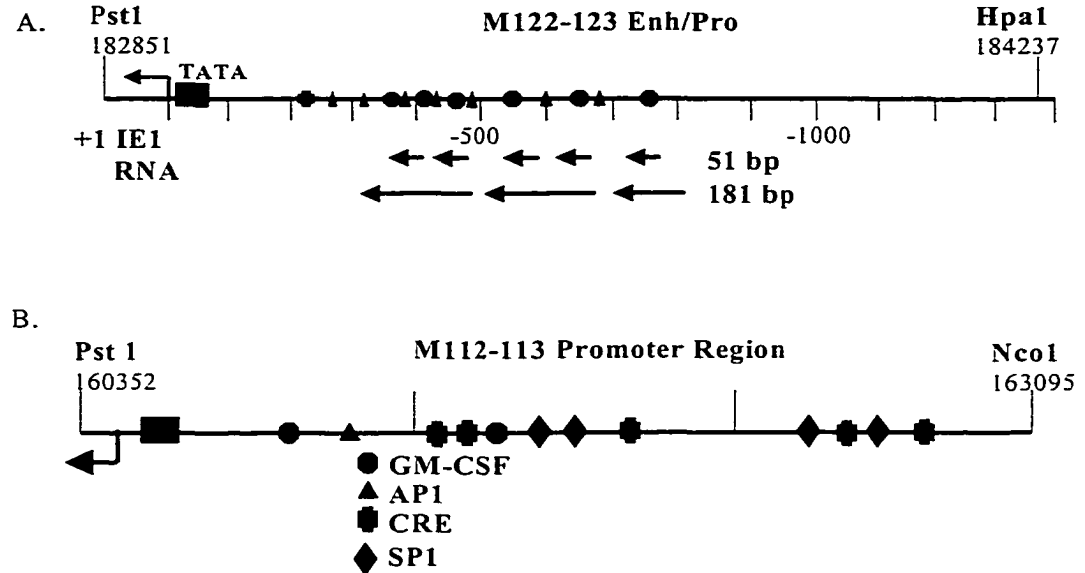 A.
Pst1
182851
M122-123 Enh/Pro
Hpa1
184237
TATA
+1 IE1
RNA
-500
-1000
51 bp
181 bp
B.
Pst 1
160352
M112-113 Promoter Region
Nco1
163095
GM-CSF
AP1
CRE
SP1